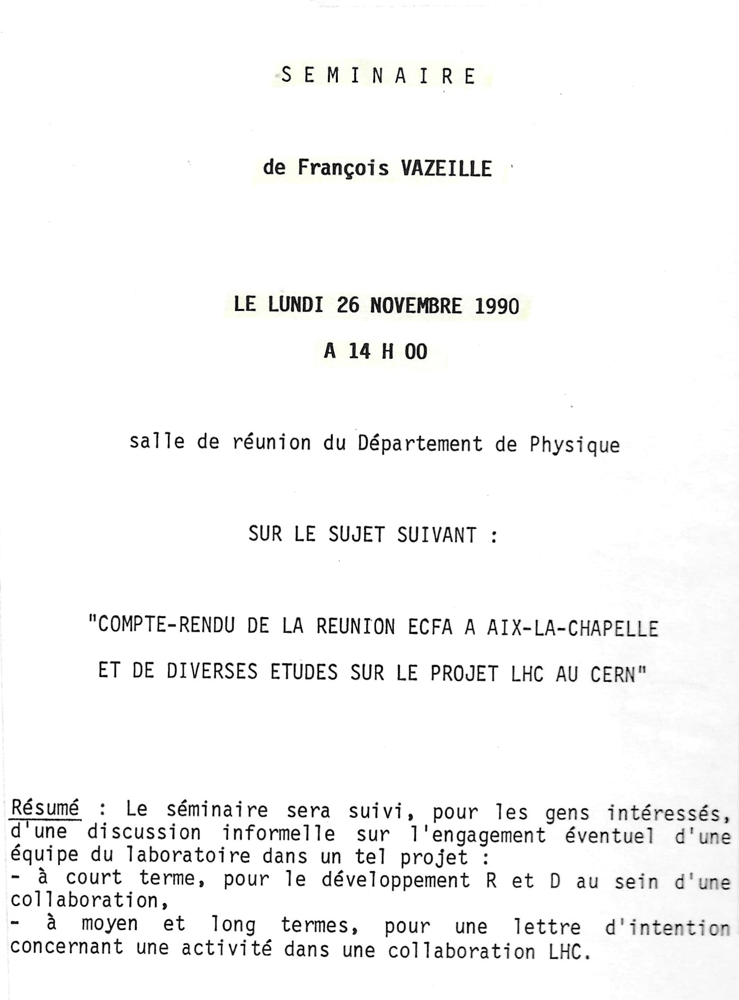 SEMINAIRE
de François VAZEILLE
LE LUNDI 26 NOVEMBRE 1990
A 14 H 00
salle de réunion du Département de Physique
SUR LE SUJET SUIVANT :
"COMPTE-RENDU DE LA REUNION ECFA A AIX-LA-CHAPELLE
ET DE DIVERSES ETUDES SUR LE PROJET LHC AU CERN"
Résumé : Le séminaire sera suivi, pour les gens intéressés,
d'une discussion informelle sur l'engagement éventuel d'une
équipe du laboratoire dans un tel projet :
- à court terme, pour le développement R et D au sein d'une
collaboration,
- à moyen et long termes, pour une lettre d'intention
concernant une activité dans une collaboration LHC.